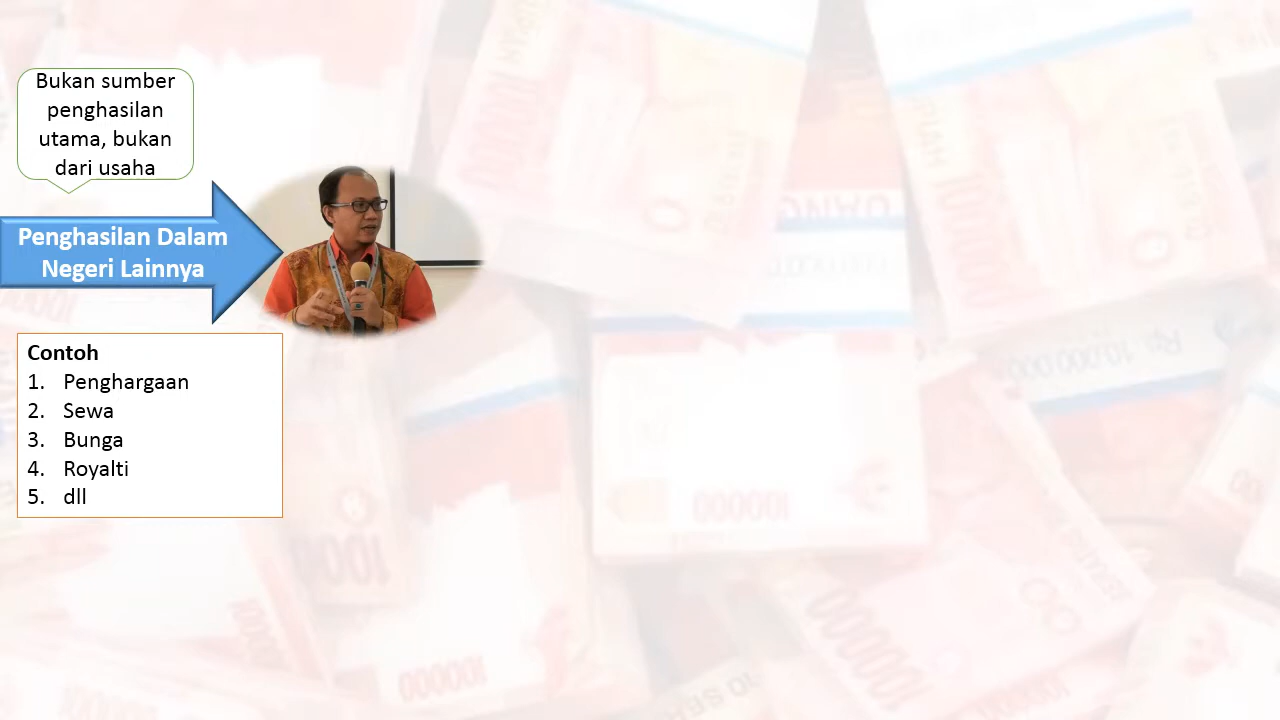 Bukan sumber
penghasilan
utama, bukan
dari usaha
Penghasilan Dalam
Negeri Lainnya
Contoh
1. Penghargaan
2. Sewa
3. Bunga
4. Royalti
5. dll